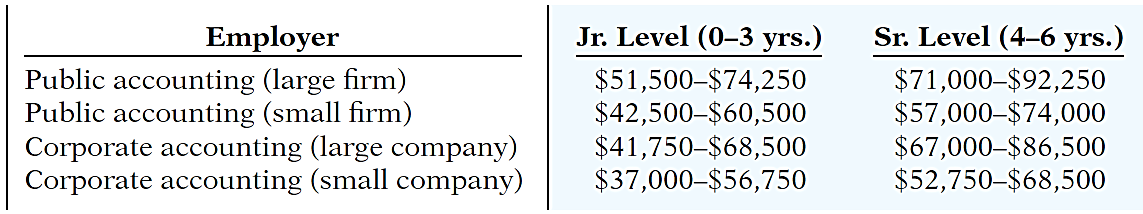 Employer Jr. Level (0–3 yrs.) Sr. Level (4–6 yrs.)
Public accounting (large firm) $51,500–$74,250 $71,000–$92,250
Public accounting (small firm) $42,500–$60,500 $57,000–$74,000
Corporate accounting (large company) $41,750–$68,500 $67,000–$86,500
Corporate accounting (small company) $37,000–$56,750 $52,750–$68,500